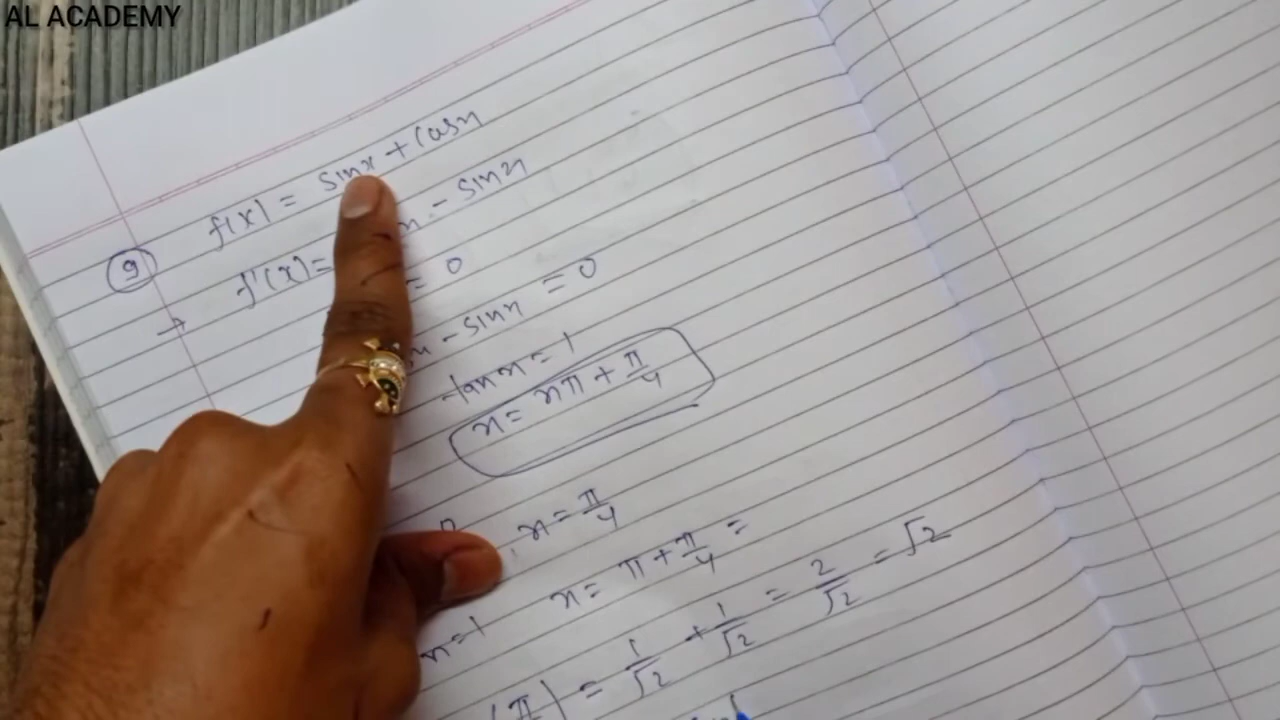 AL ACADEMY
⑨ f(x) = sinx + Cosx
→ f'(x) = x - sinx
= 0
x - sinx = 0
tanx = 1
x = nπ + π/4
x = π/4
n=1 x = π + π/4 =
(π = 1/√2 + 1/√2 = 2/√2 = √2